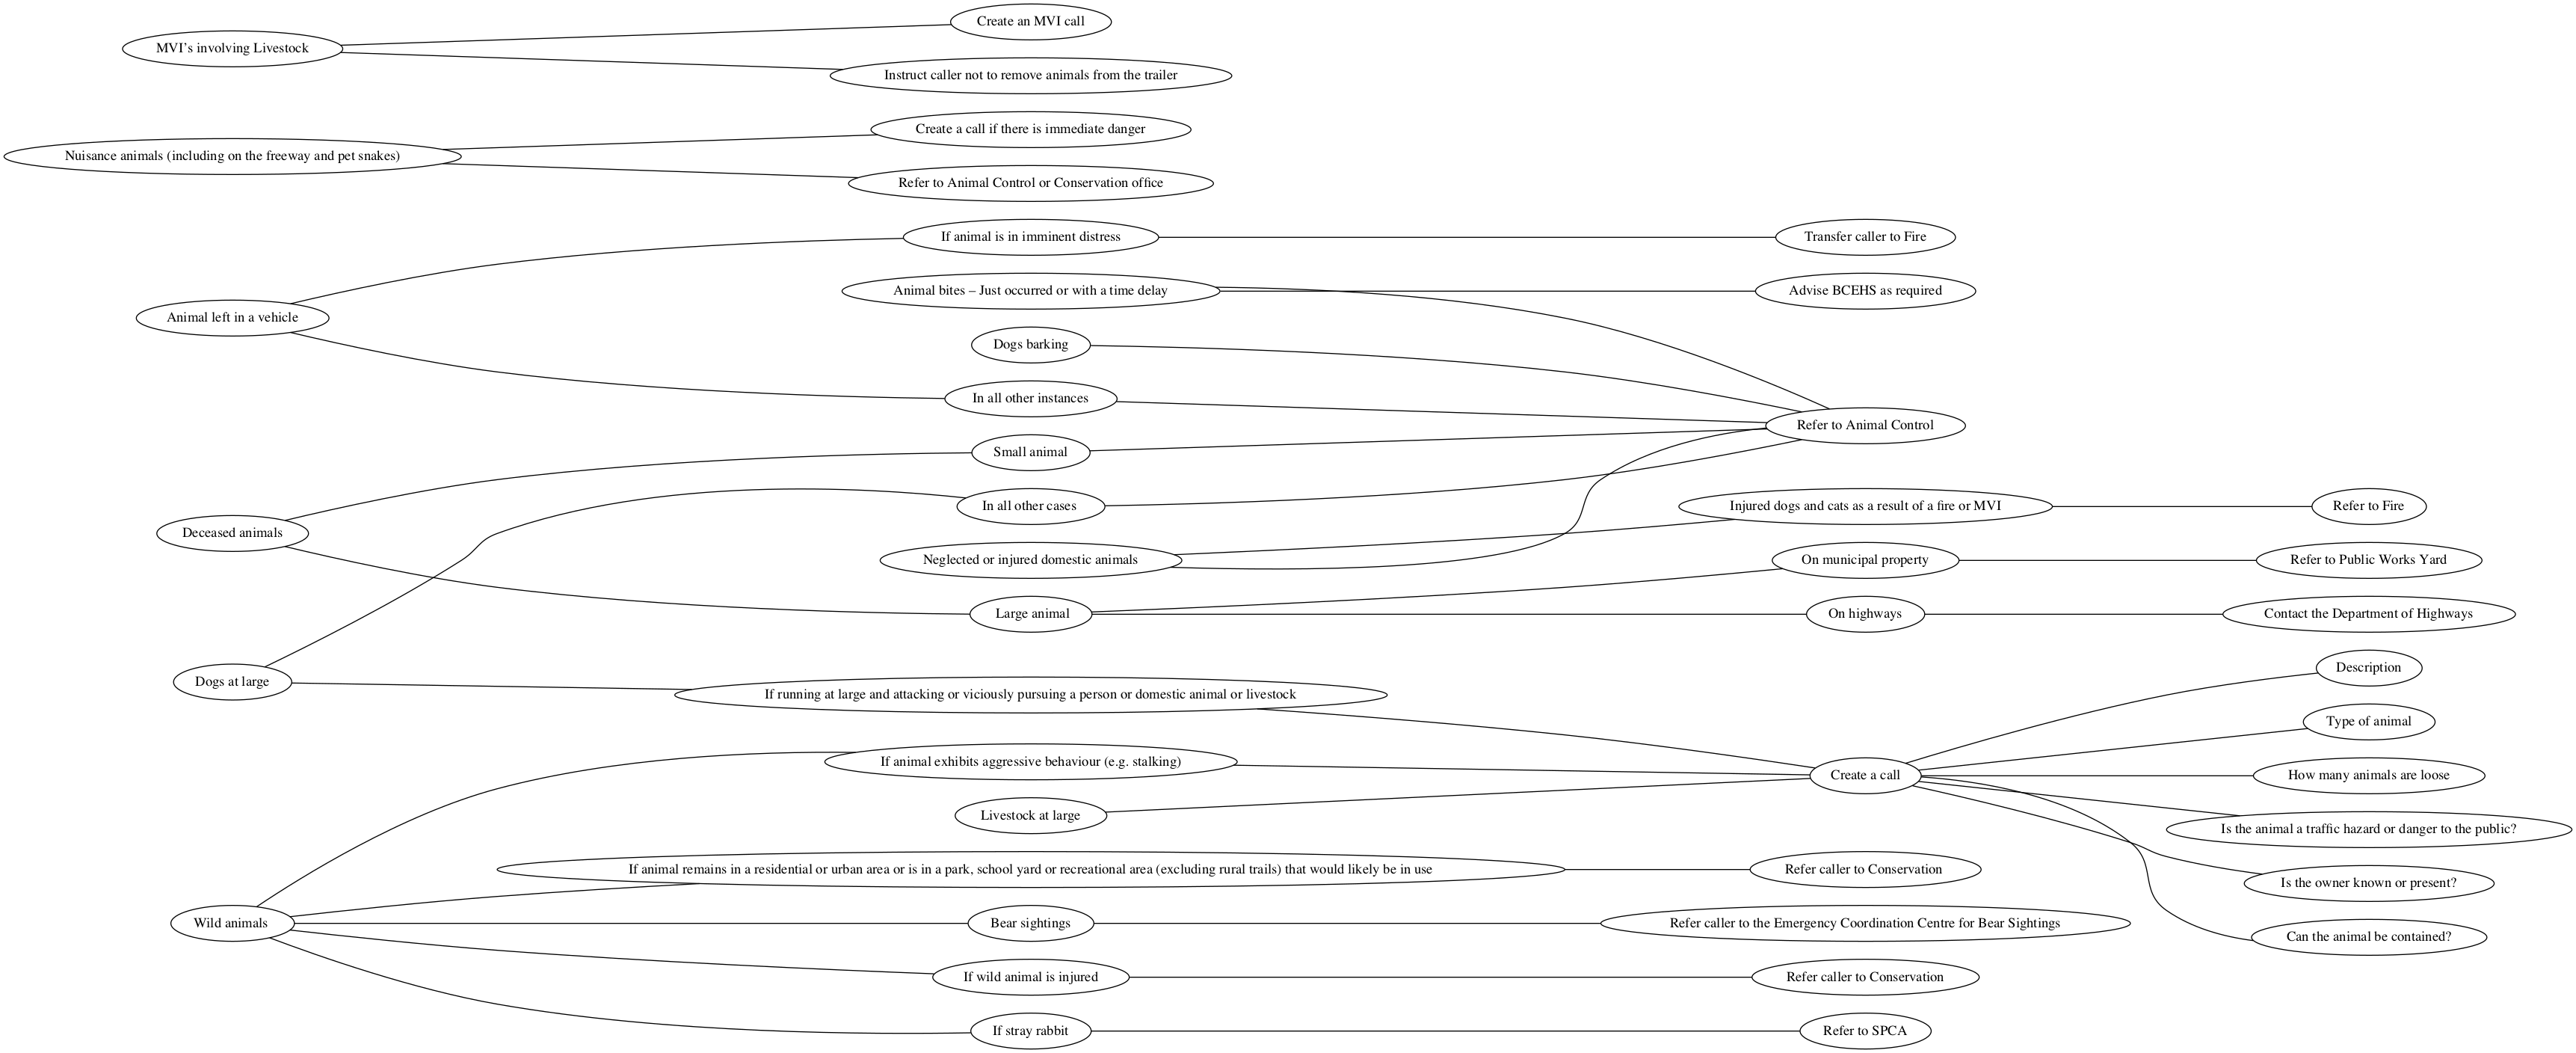 Create an MVI call
MVI’s involving Livestock
Instruct caller not to remove animals from the trailer
Create a call if there is immediate danger
Nuisance animals (including on the freeway and pet snakes)
Refer to Animal Control or Conservation office
If animal is in imminent distress
Transfer caller to Fire
Animal bites – Just occurred or with a time delay
Advise BCEHS as required
Animal left in a vehicle
Dogs barking
In all other instances
Refer to Animal Control
Small animal
In all other cases
Injured dogs and cats as a result of a fire or MVI
Refer to Fire
Deceased animals
Neglected or injured domestic animals
On municipal property
Refer to Public Works Yard
Large animal
On highways
Contact the Department of Highways
Description
Dogs at large
If running at large and attacking or viciously pursuing a person or domestic animal or livestock
Type of animal
If animal exhibits aggressive behaviour (e.g. stalking)
Create a call
How many animals are loose
Livestock at large
Is the animal a traffic hazard or danger to the public?
If animal remains in a residential or urban area or is in a park, school yard or recreational area (excluding rural trails) that would likely be in use
Refer caller to Conservation
Is the owner known or present?
Wild animals
Bear sightings
Refer caller to the Emergency Coordination Centre for Bear Sightings
Can the animal be contained?
If wild animal is injured
Refer caller to Conservation
If stray rabbit
Refer to SPCA